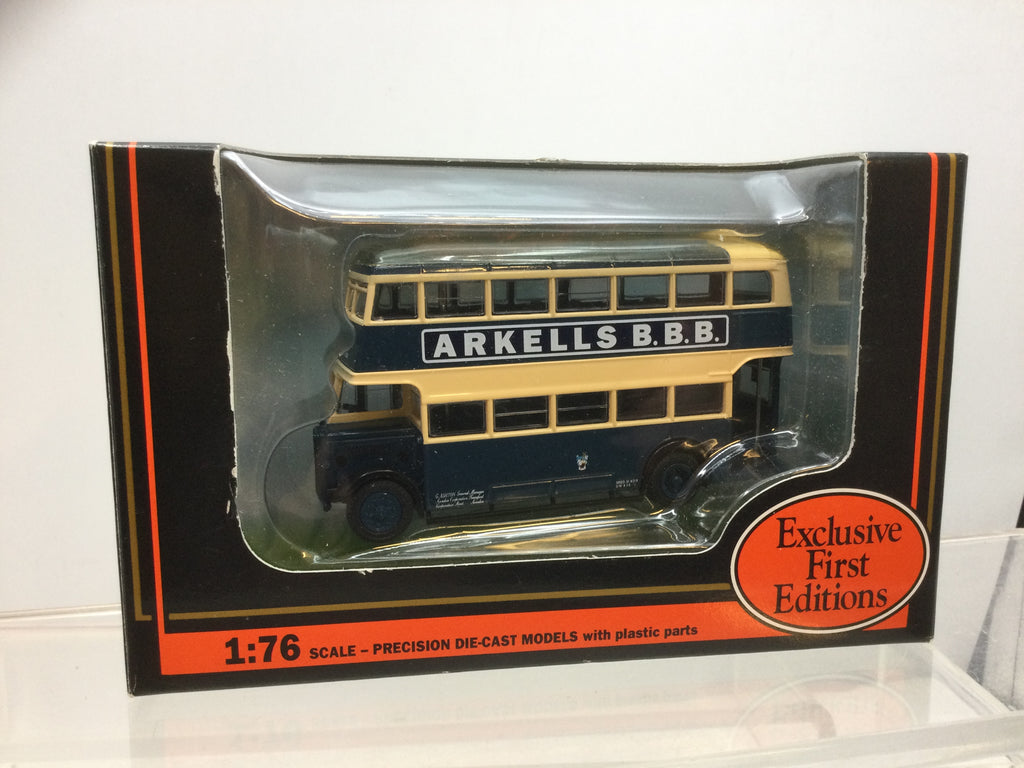 ARKELLS B.B.B.
Exclusive
First
Editions
1:76 SCALE – PRECISION DIE-CAST MODELS with plastic parts